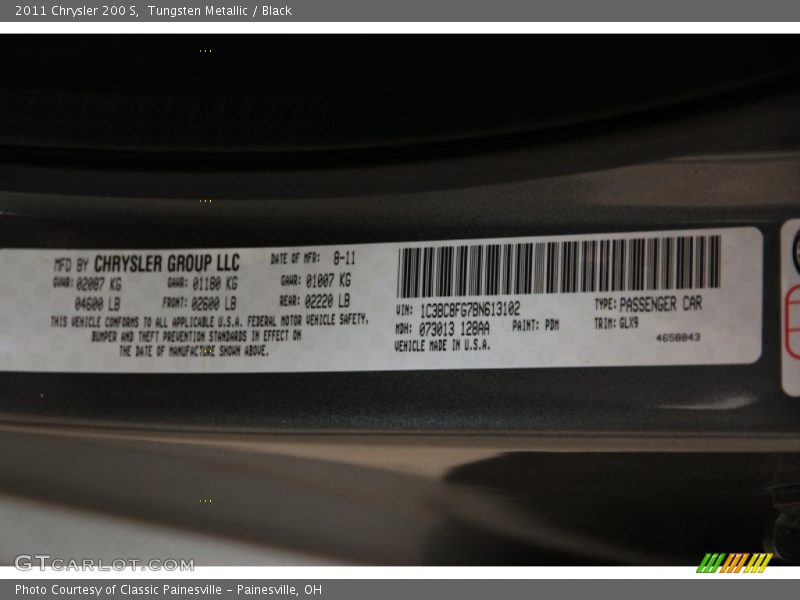 2011 Chrysler 200 S, Tungsten Metallic / Black
MFD BY CHRYSLER GROUP LLC DATE OF MFR: 8-11
GVWR: 02087 KG GAWR: 01180 KG GAWR: 01007 KG
04600 LB FRONT: 02600 LB REAR: 02220 LB
THIS VEHICLE CONFORMS TO ALL APPLICABLE U.S.A. FEDERAL MOTOR VEHICLE SAFETY,
BUMPER AND THEFT PREVENTION STANDARDS IN EFFECT ON
THE DATE OF MANUFACTURE SHOWN ABOVE.
VIN: 1C3BC8FG7BN613102 TYPE: PASSENGER CAR
MDH: 073013 128AA PAINT: PDM TRIM: GLX9
VEHICLE MADE IN U.S.A. 4658843
GTCARLOT.COM
Photo Courtesy of Classic Painesville – Painesville, OH